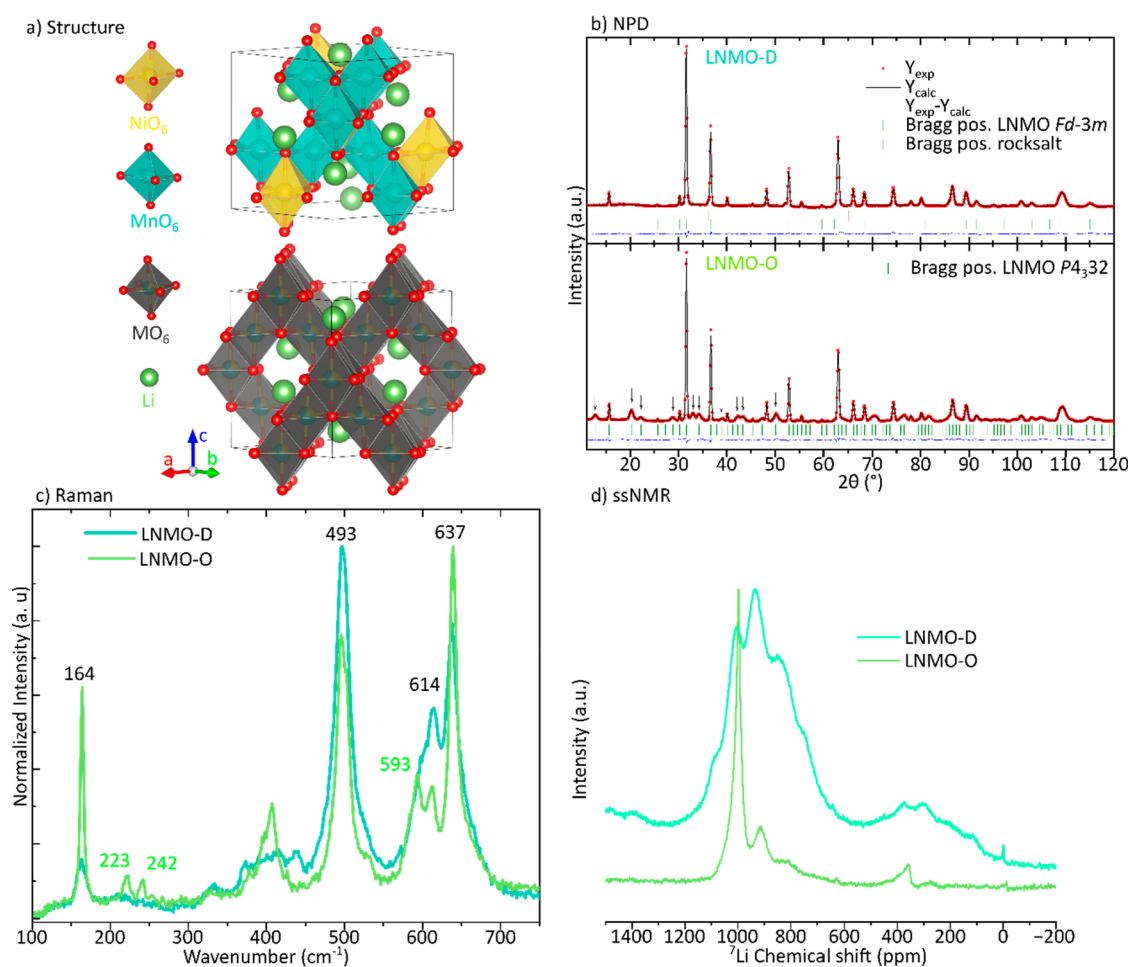 a) Structure
NiO6
MnO6
MO6
Li
c
a
b
b) NPD
LNMO-D
Yexp
Ycalc
Yexp-Ycalc
Bragg pos. LNMO Fd-3m
Bragg pos. rocksalt
LNMO-O
Bragg pos. LNMO P4332
Intensity (a.u.)
20 30 40 50 60 70 80 90 100 110 120
2θ (°)
c) Raman
LNMO-D
LNMO-O
493
637
164
614
593
223
242
Normalized Intensity (a. u)
100 200 300 400 500 600 700
Wavenumber (cm-1)
d) ssNMR
LNMO-D
LNMO-O
Intensity (a.u.)
1400 1200 1000 800 600 400 200 0 −200
7Li Chemical shift (ppm)